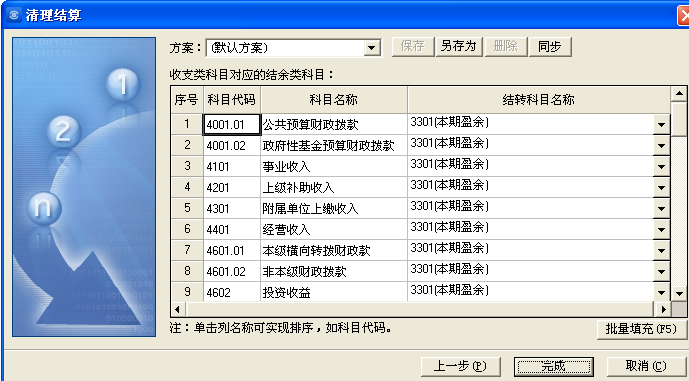 清理结算
方案： (默认方案) 保存 另存为 删除 同步
收支类科目对应的结余类科目：
序号 科目代码 科目名称 结转科目名称
1 4001.01 公共预算财政拨款 3301(本期盈余)
2 4001.02 政府性基金预算财政拨款 3301(本期盈余)
3 4101 事业收入 3301(本期盈余)
4 4201 上级补助收入 3301(本期盈余)
5 4301 附属单位上缴收入 3301(本期盈余)
6 4401 经营收入 3301(本期盈余)
7 4601.01 本级横向转拨财政款 3301(本期盈余)
8 4601.02 非本级财政拨款 3301(本期盈余)
9 4602 投资收益 3301(本期盈余)
注：单击列名称可实现排序，如科目代码。 批量填充(F5)
上一步(P) 完成 取消(C)
1
2
n